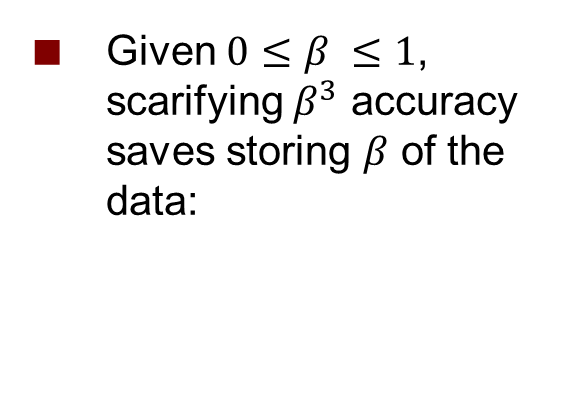 Given 0 ≤ β ≤ 1,
scarifying β³ accuracy
saves storing β of the
data: